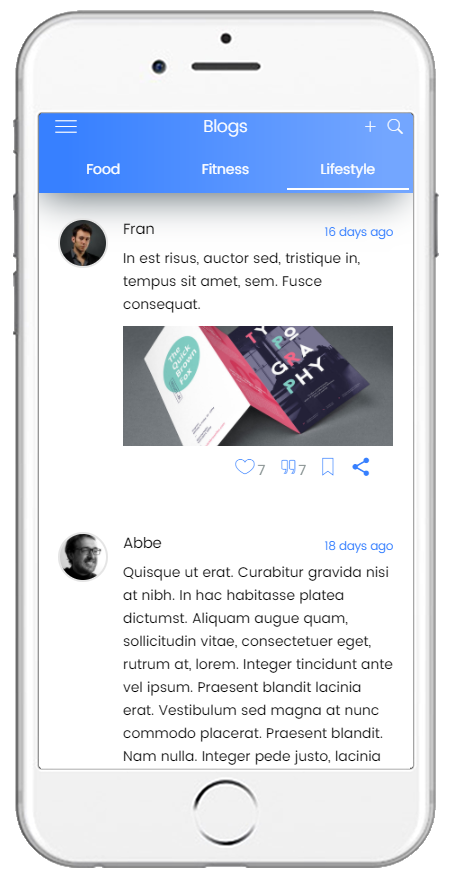 Blogs
Food Fitness Lifestyle
Fran 16 days ago
In est risus, auctor sed, tristique in,
tempus sit amet, sem. Fusce
consequat.
The
Quick
Brown
Fox
TY
PO
GRA
PHY
7 7
Abbe 18 days ago
Quisque ut erat. Curabitur gravida nisi
at nibh. In hac habitasse platea
dictumst. Aliquam augue quam,
sollicitudin vitae, consectetuer eget,
rutrum at, lorem. Integer tincidunt ante
vel ipsum. Praesent blandit lacinia
erat. Vestibulum sed magna at nunc
commodo placerat. Praesent blandit.
Nam nulla. Integer pede justo, lacinia